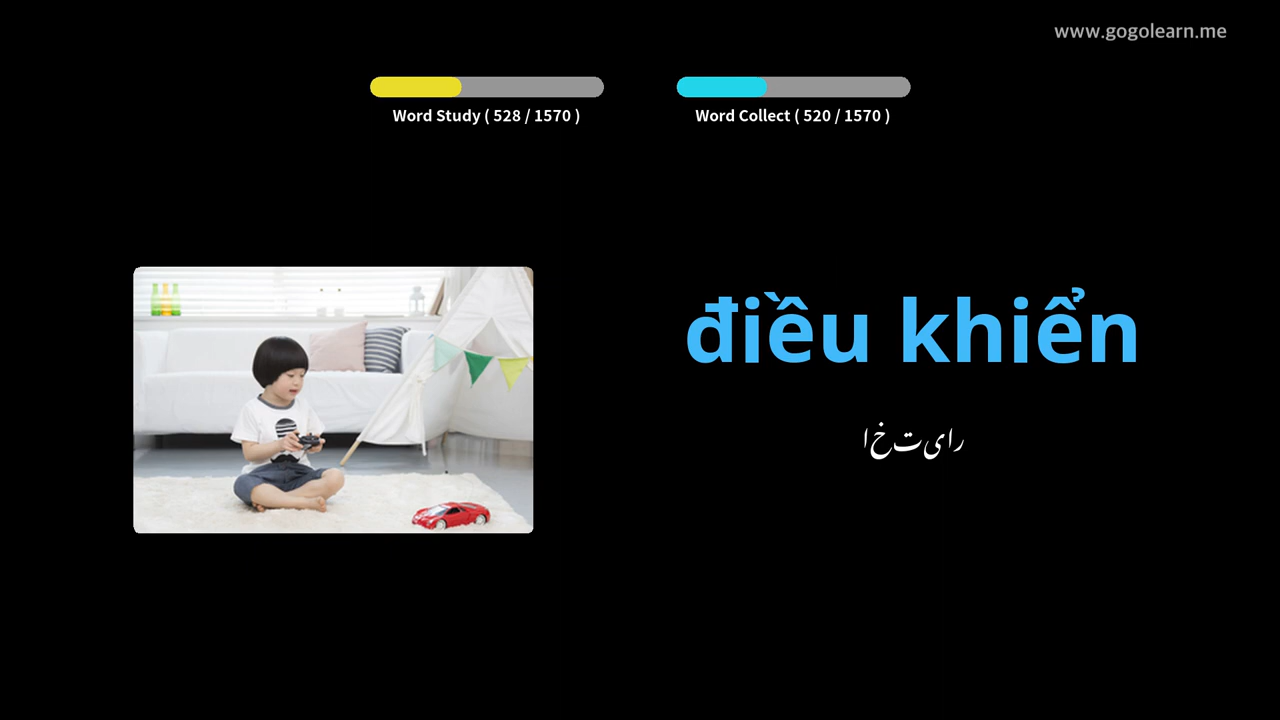 www.gogolearn.me
Word Study ( 528 / 1570 )
Word Collect ( 520 / 1570 )
điều khiển
اختیار